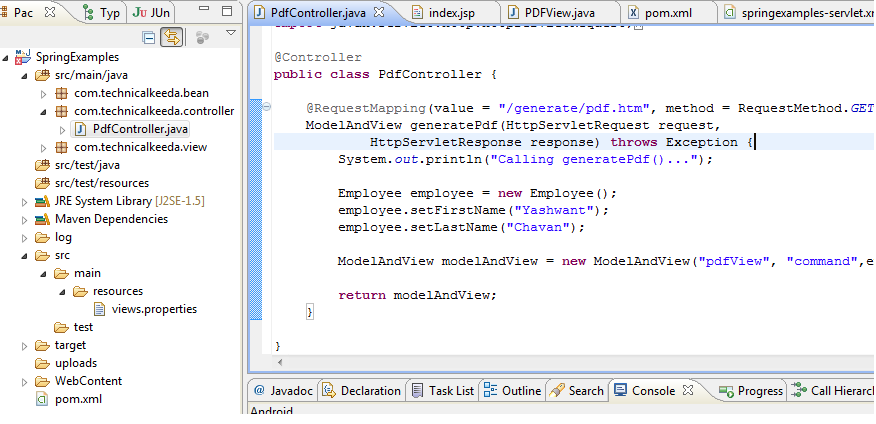 Pac Typ JUn
SpringExamples
src/main/java
com.technicalkeeda.bean
com.technicalkeeda.controller
PdfController.java
com.technicalkeeda.view
src/test/java
src/test/resources
JRE System Library [J2SE-1.5]
Maven Dependencies
log
src
main
resources
views.properties
test
target
uploads
WebContent
pom.xml
PdfController.java index.jsp PDFView.java pom.xml springexamples-servlet.xm
@Controller
public class PdfController {
@RequestMapping(value = "/generate/pdf.htm", method = RequestMethod.GET
ModelAndView generatePdf(HttpServletRequest request,
HttpServletResponse response) throws Exception {
System.out.println("Calling generatePdf()...");
Employee employee = new Employee();
employee.setFirstName("Yashwant");
employee.setLastName("Chavan");
ModelAndView modelAndView = new ModelAndView("pdfView", "command",e
return modelAndView;
}
}
@ Javadoc Declaration Task List Outline Search Console Progress Call Hierarch
Android